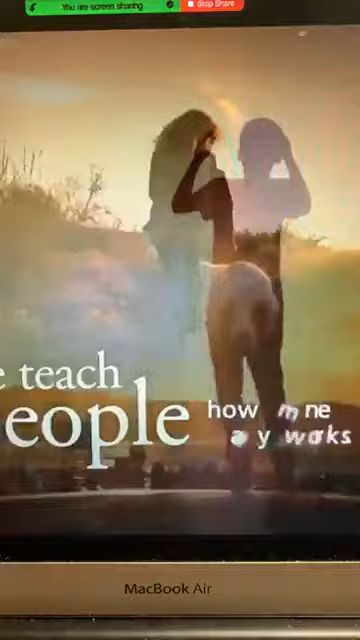 You are screen sharing
Stop Share
e teach
eople
how
MacBook Air